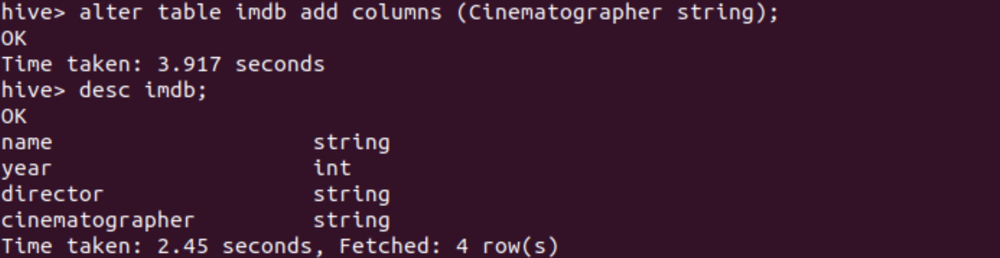 hive> alter table imdb add columns (Cinematographer string);
OK
Time taken: 3.917 seconds
hive> desc imdb;
OK
name                    string
year                    int
director                string
cinematographer         string
Time taken: 2.45 seconds, Fetched: 4 row(s)